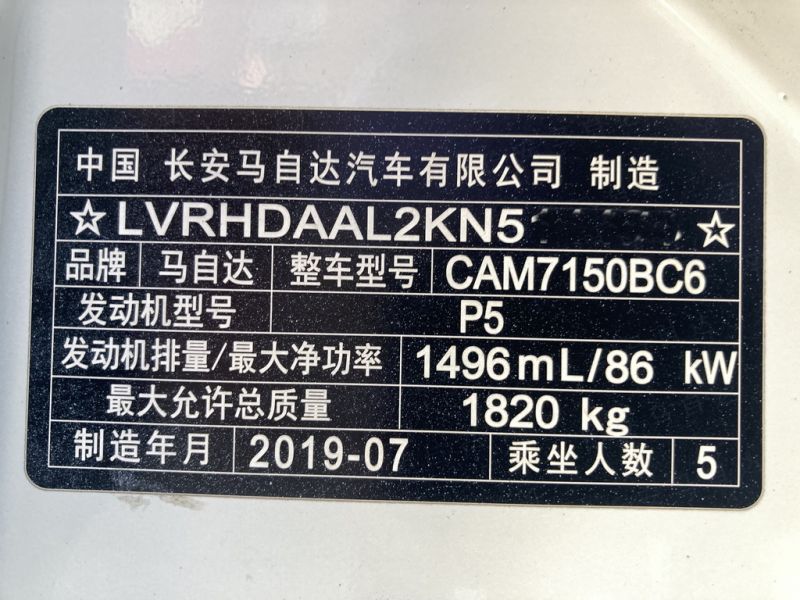 中国 长安马自达汽车有限公司 制造
☆LVRHDAAL2KN5 ☆
品牌 马自达 整车型号 CAM7150BC6
发动机型号 P5
发动机排量/最大净功率 1496mL/86 kW
最大允许总质量 1820 kg
制造年月 2019-07 乘坐人数 5